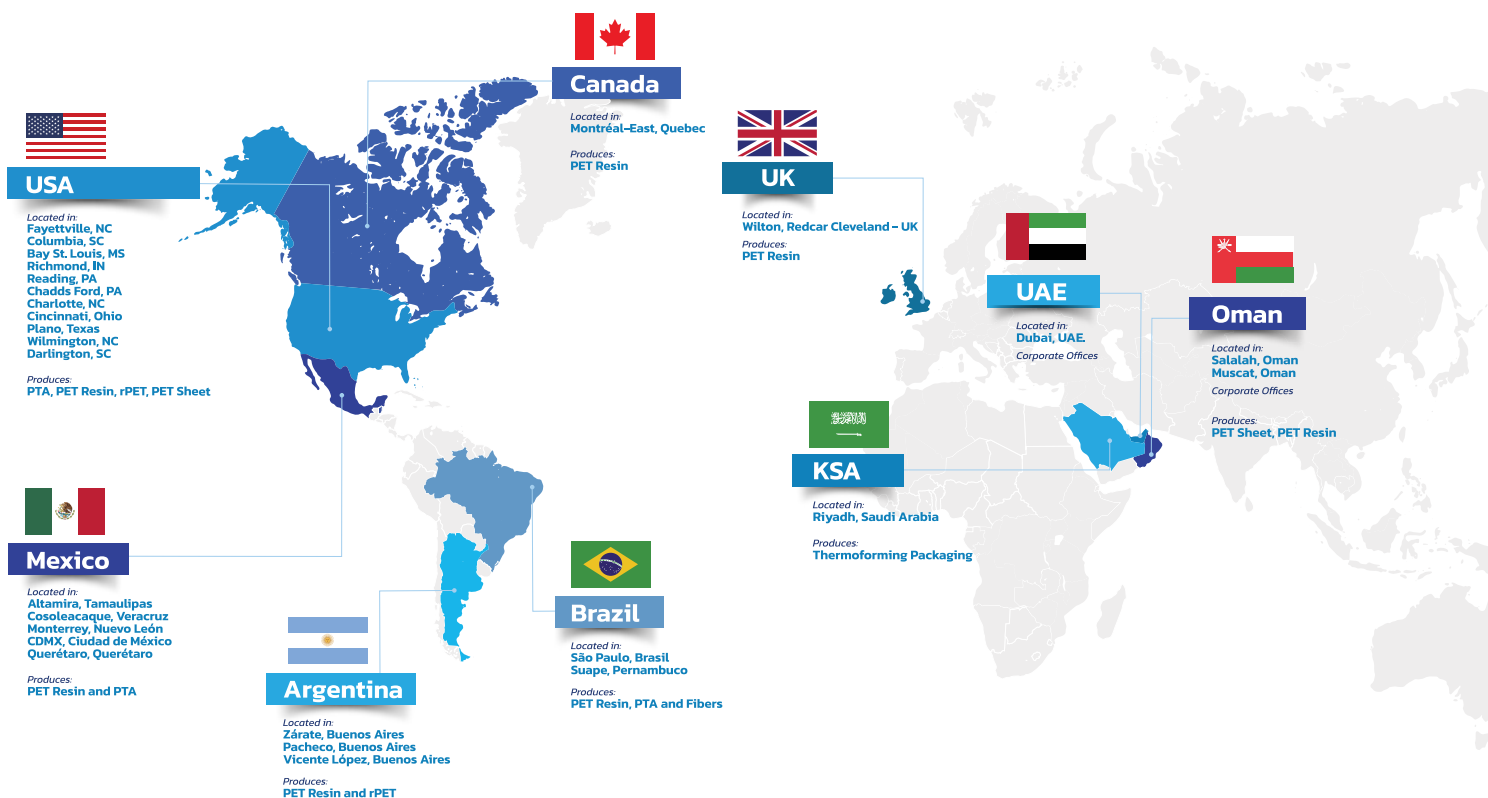 Canada
Located in:
Montréal-East, Quebec
Produces:
PET Resin
USA
Located in:
Fayettville, NC
Columbia, SC
Bay St. Louis, MS
Richmond, IN
Reading, PA
Chadds Ford, PA
Charlotte, NC
Cincinnati, Ohio
Plano, Texas
Wilmington, NC
Darlington, SC
Produces:
PTA, PET Resin, rPET, PET Sheet
UK
Located in:
Wilton, Redcar Cleveland - UK
Produces:
PET Resin
UAE
Located in:
Dubai, UAE.
Corporate Offices
Oman
Located in:
Salalah, Oman
Muscat, Oman
Corporate Offices
Produces:
PET Sheet, PET Resin
KSA
Located in:
Riyadh, Saudi Arabia
Produces:
Thermoforming Packaging
Mexico
Located in:
Altamira, Tamaulipas
Cosoleacaque, Veracruz
Monterrey, Nuevo León
CDMX, Ciudad de México
Querétaro, Querétaro
Produces:
PET Resin and PTA
Argentina
Located in:
Zárate, Buenos Aires
Pacheco, Buenos Aires
Vicente López, Buenos Aires
Produces:
PET Resin and rPET
Brazil
Located in:
São Paulo, Brasil
Suape, Pernambuco
Produces:
PET Resin, PTA and Fibers